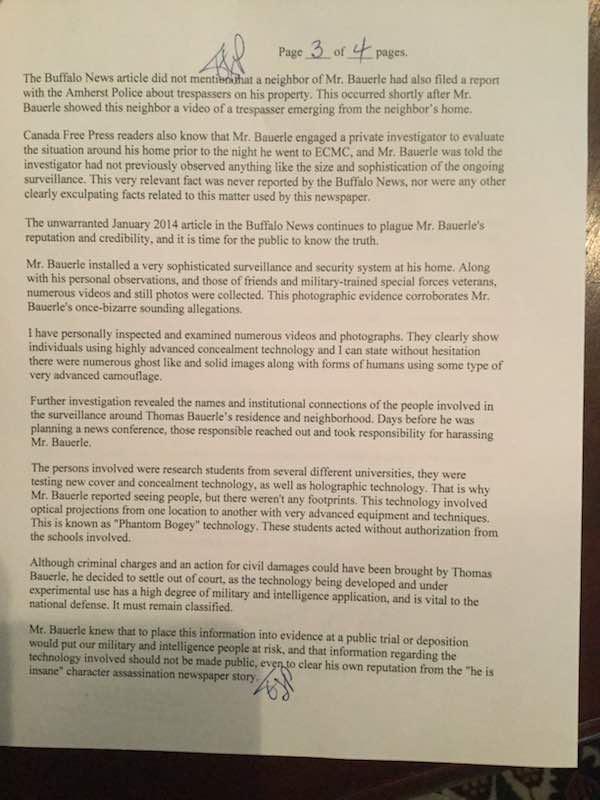 Page 3 of 4 pages.
The Buffalo News article did not mention that a neighbor of Mr. Bauerle had also filed a report
with the Amherst Police about trespassers on his property. This occurred shortly after Mr.
Bauerle showed this neighbor a video of a trespasser emerging from the neighbor's home.
Canada Free Press readers also know that Mr. Bauerle engaged a private investigator to evaluate
the situation around his home prior to the night he went to ECMC, and Mr. Bauerle was told the
investigator had not previously observed anything like the size and sophistication of the ongoing
surveillance. This very relevant fact was never reported by the Buffalo News, nor were any other
clearly exculpating facts related to this matter used by this newspaper.
The unwarranted January 2014 article in the Buffalo News continues to plague Mr. Bauerle's
reputation and credibility, and it is time for the public to know the truth.
Mr. Bauerle installed a very sophisticated surveillance and security system at his home. Along
with his personal observations, and those of friends and military-trained special forces veterans,
numerous videos and still photos were collected. This photographic evidence corroborates Mr.
Bauerle's once-bizarre sounding allegations.
I have personally inspected and examined numerous videos and photographs. They clearly show
individuals using highly advanced concealment technology and I can state without hesitation
there were numerous ghost like and solid images along with forms of humans using some type of
very advanced camouflage.
Further investigation revealed the names and institutional connections of the people involved in
the surveillance around Thomas Bauerle's residence and neighborhood. Days before he was
planning a news conference, those responsible reached out and took responsibility for harassing
Mr. Bauerle.
The persons involved were research students from several different universities, they were
testing new cover and concealment technology, as well as holographic technology. That is why
Mr. Bauerle reported seeing people, but there weren't any footprints. This technology involved
optical projections from one location to another with very advanced equipment and techniques.
This is known as "Phantom Bogey" technology. These students acted without authorization from
the schools involved.
Although criminal charges and an action for civil damages could have been brought by Thomas
Bauerle, he decided to settle out of court, as the technology being developed and under
experimental use has a high degree of military and intelligence application, and is vital to the
national defense. It must remain classified.
Mr. Bauerle knew that to place this information into evidence at a public trial or deposition
would put our military and intelligence people at risk, and that information regarding the
technology involved should not be made public, even to clear his own reputation from the "he is
insane" character assassination newspaper story.